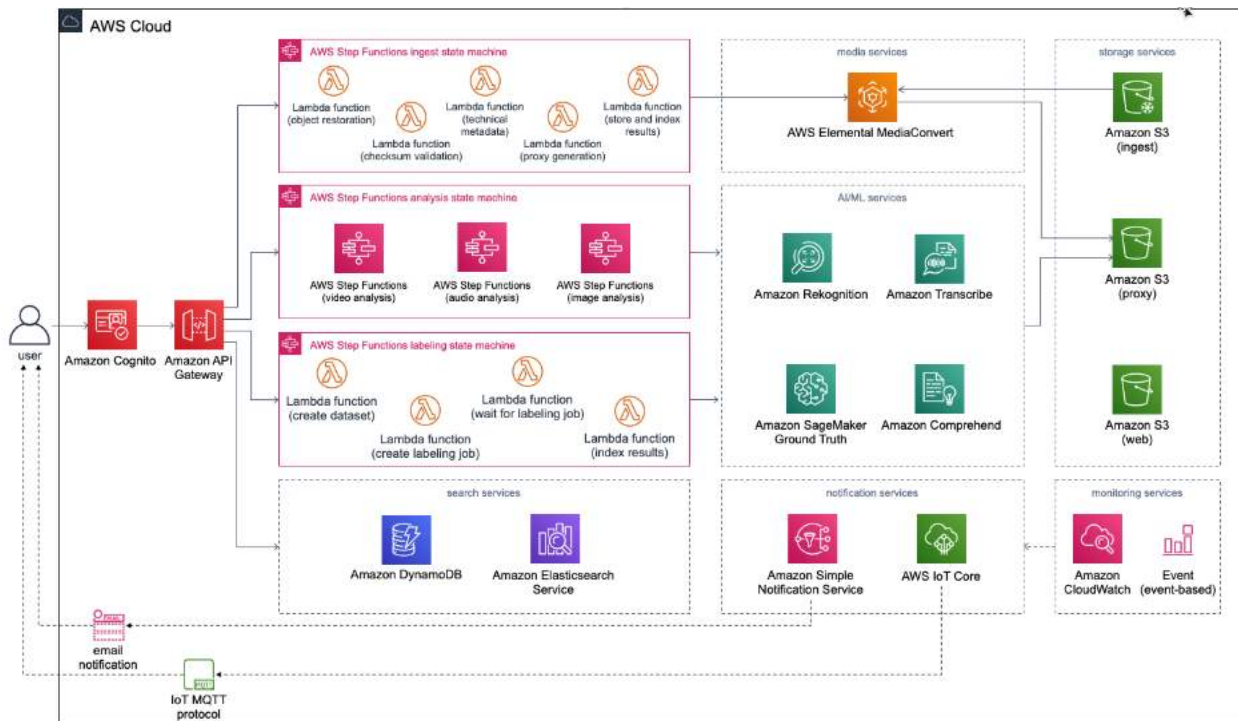 AWS Cloud
AWS Step Functions ingest state machine
Lambda function
(object restoration)
Lambda function
(checksum validation)
Lambda function
(technical
metadata)
Lambda function
(proxy generation)
Lambda function
(store and index
results)
media services
AWS Elemental MediaConvert
storage services
Amazon S3
(ingest)
AWS Step Functions analysis state machine
AWS Step Functions
(video analysis)
AWS Step Functions
(audio analysis)
AWS Step Functions
(image analysis)
AI/ML services
Amazon Rekognition
Amazon Transcribe
Amazon S3
(proxy)
user
Amazon Cognito
Amazon API
Gateway
AWS Step Functions labeling state machine
Lambda function
(create dataset)
Lambda function
(create labeling job)
Lambda function
(wait for labeling job)
Lambda function
(index results)
Amazon SageMaker
Ground Truth
Amazon Comprehend
Amazon S3
(web)
search services
Amazon DynamoDB
Amazon Elasticsearch
Service
notification services
Amazon Simple
Notification Service
AWS IoT Core
monitoring services
Amazon
CloudWatch
Event
(event-based)
email
notification
IoT MQTT
protocol